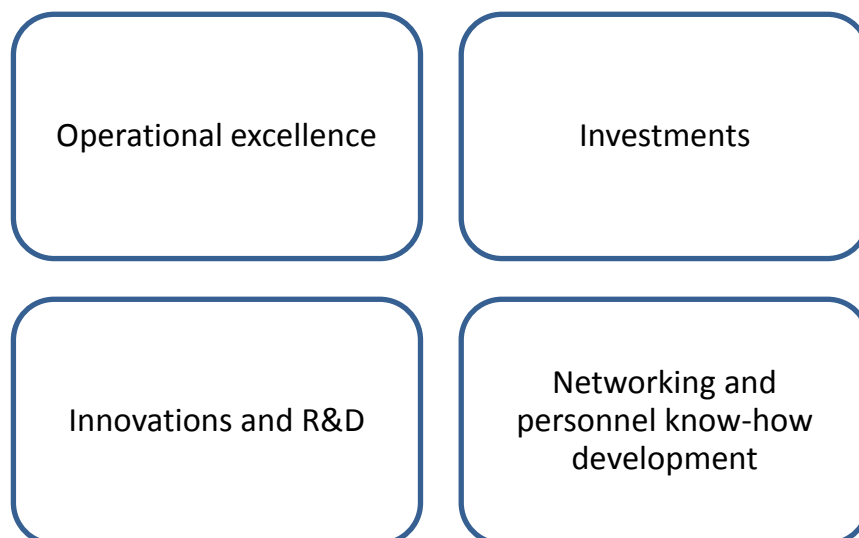 Operational excellence
Investments
Innovations and R&D
Networking and
personnel know-how
development